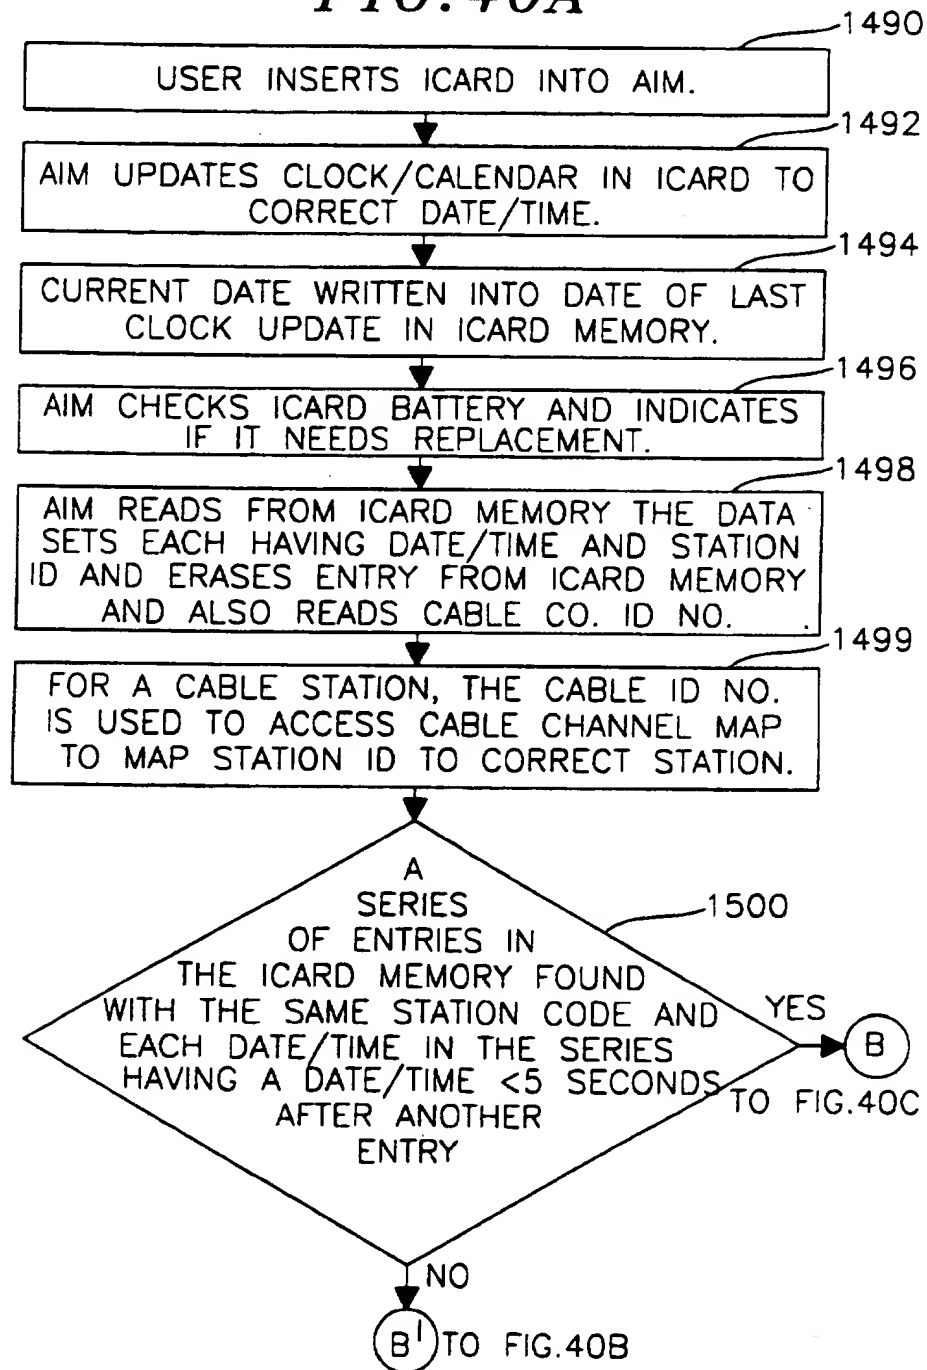 FIG. 40A
1490
USER INSERTS ICARD INTO AIM.
1492
AIM UPDATES CLOCK/CALENDAR IN ICARD TO
CORRECT DATE/TIME.
1494
CURRENT DATE WRITTEN INTO DATE OF LAST
CLOCK UPDATE IN ICARD MEMORY.
1496
AIM CHECKS ICARD BATTERY AND INDICATES
IF IT NEEDS REPLACEMENT.
1498
AIM READS FROM ICARD MEMORY THE DATA
SETS EACH HAVING DATE/TIME AND STATION
ID AND ERASES ENTRY FROM ICARD MEMORY
AND ALSO READS CABLE CO. ID NO.
1499
FOR A CABLE STATION, THE CABLE ID NO.
IS USED TO ACCESS CABLE CHANNEL MAP
TO MAP STATION ID TO CORRECT STATION.
1500
A
SERIES
OF ENTRIES IN
THE ICARD MEMORY FOUND
WITH THE SAME STATION CODE AND
EACH DATE/TIME IN THE SERIES
HAVING A DATE/TIME <5 SECONDS
AFTER ANOTHER
ENTRY
YES
B
TO FIG.40C
NO
B' TO FIG.40B